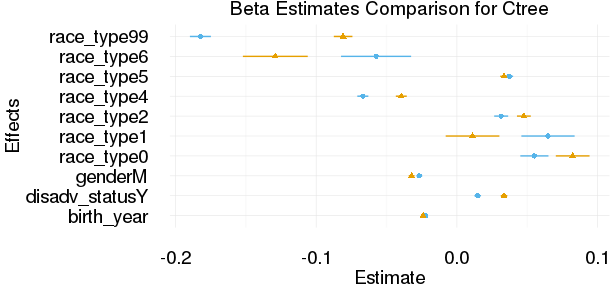 Beta Estimates Comparison for Ctree
Effects
race_type99
race_type6
race_type5
race_type4
race_type2
race_type1
race_type0
genderM
disadv_statusY
birth_year
-0.2 -0.1 0.0 0.1
Estimate